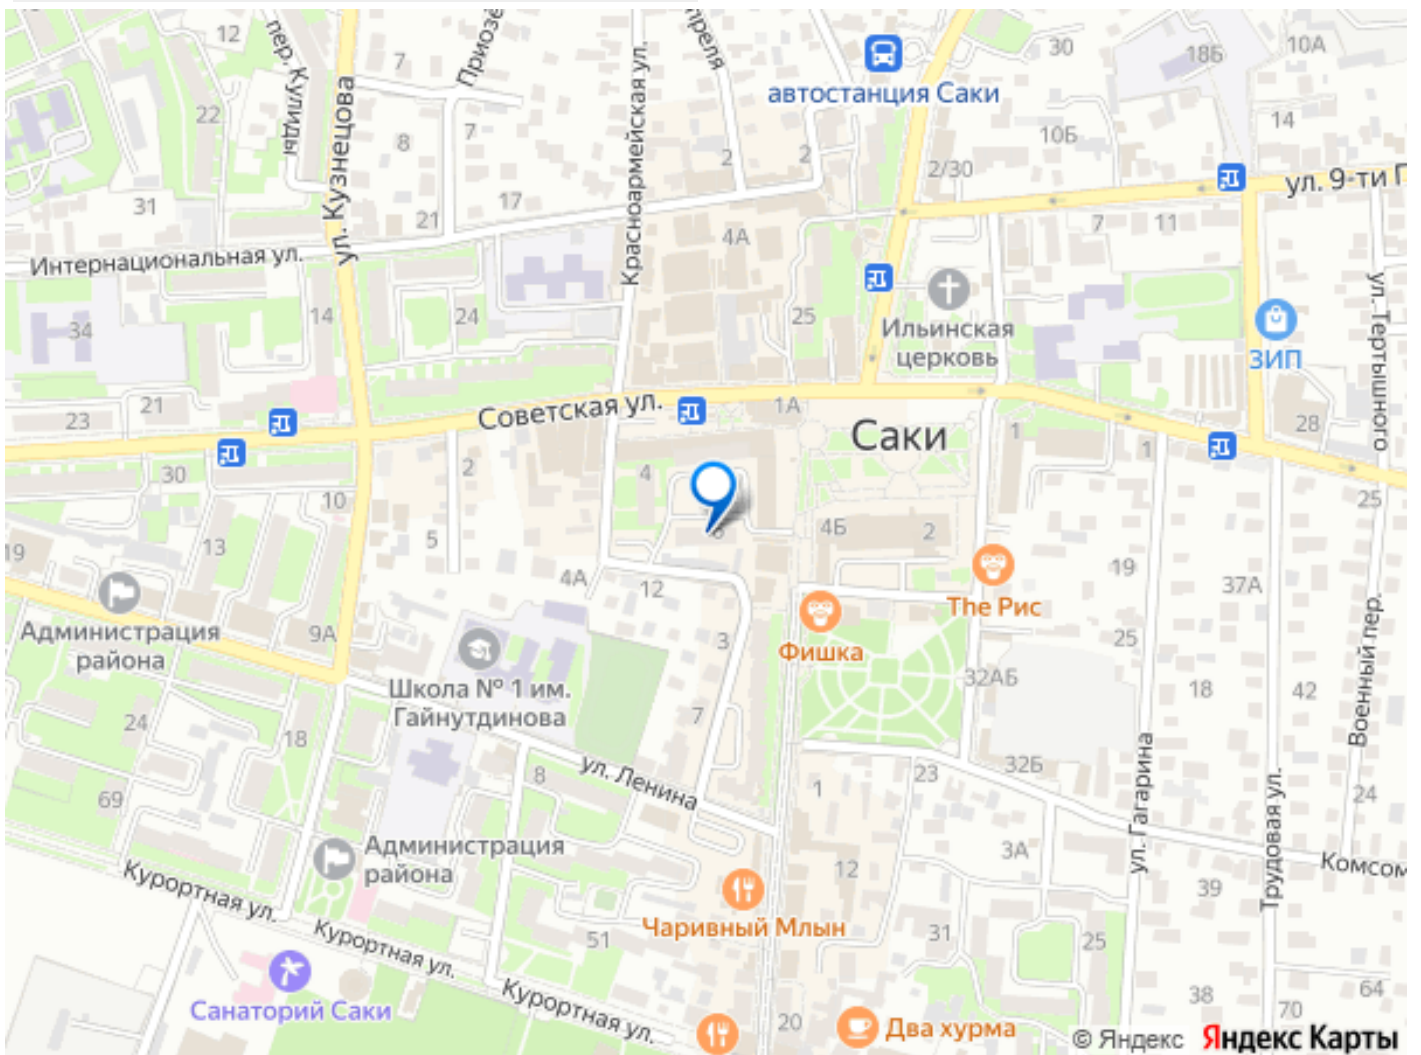 12
пер. Кулиды
7
Приозё
Красноармейская ул.
преля
автостанция Саки
30
18Б
10А
22
ул. Кузнецова
8
7
2
2
10Б
14
2/30
31
21
17
ул. 9-ти Г
Интернациональная ул.
4А
7
11
34
14
24
25
Ильинская
церковь
ЗИП
ул. Тертышного
23
21
Советская ул.
1А
Саки
1
1
28
30
2
4
10
25
19
13
5
6
4Б
2
4А
12
The Рис
19
37А
Администрация
района
9А
3
Фишка
25
Военный пер.
Школа № 1 им.
Гайнутдинова
32АБ
18
42
24
18
7
ул. Ленина
8
1
23
32Б
ул. Гагарина
69
24
Трудовая ул.
Администрация
района
12
3А
Комсом
Курортная ул.
39
Чаривный Млын
Курортная ул.
51
31
25
Санаторий Саки
Курортная ул.
20
Два хурма
38
70
64
© Яндекс Яндекс Карты